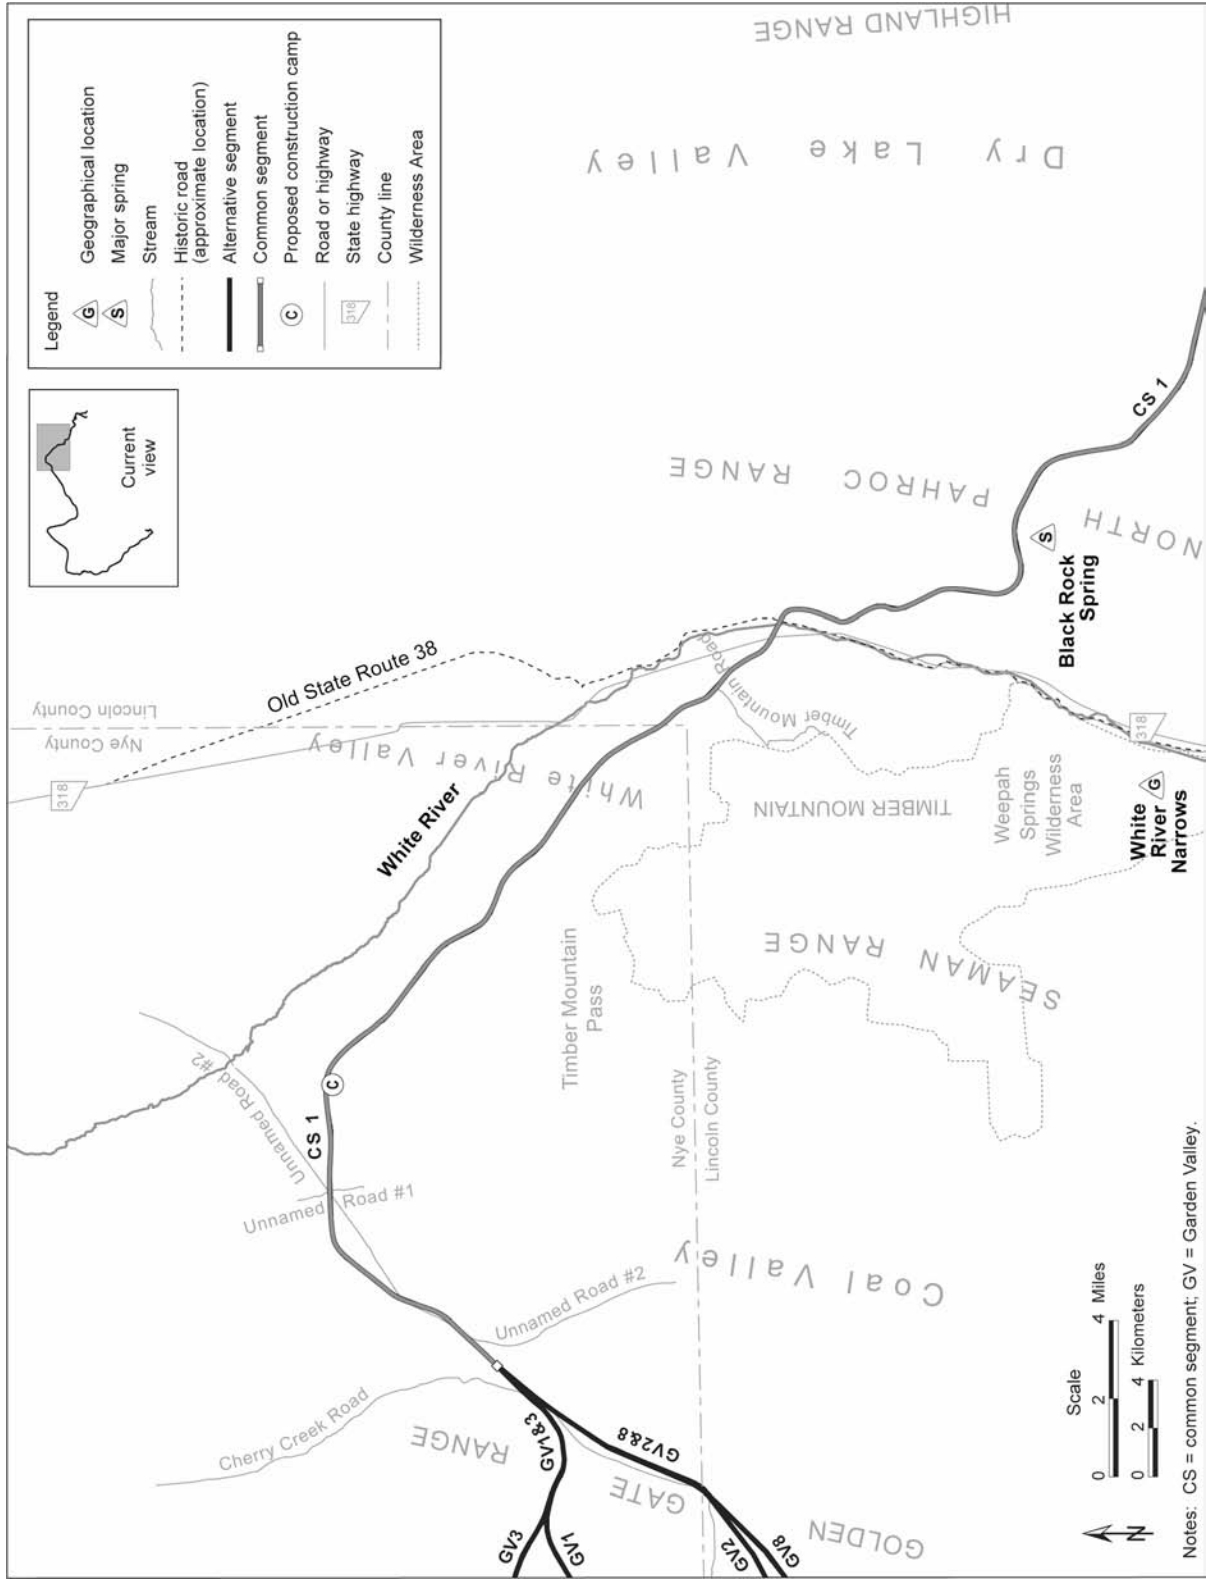 Legend
Geographical location
Major spring
Stream
Historic road
(approximate location)
Alternative segment
Common segment
Proposed construction camp
Road or highway
State highway
County line
Wilderness Area
G
S
C
318
Current
view
HIGHLAND RANGE
Dry Lake Valley
NORTH PAHROC RANGE
CS 1
S
Black Rock
Spring
Old State Route 38
Lincoln County
Nye County
318
White River Valley
White River
Timber Mountain Road
TIMBER MOUNTAIN
Weepah
Springs
Wilderness
Area
318
G
White
River
Narrows
Timber Mountain
Pass
SEAMAN RANGE
Unnamed Road #2
C
CS 1
Unnamed Road #1
Nye County
Lincoln County
Coal Valley
Unnamed Road #2
Cherry Creek Road
GOLDEN GATE RANGE
GV1&3
GV2&8
GV3
GV1
GV2
GV8
Scale
0 2 4 Miles
0 2 4 Kilometers
N
Notes: CS = common segment; GV = Garden Valley.